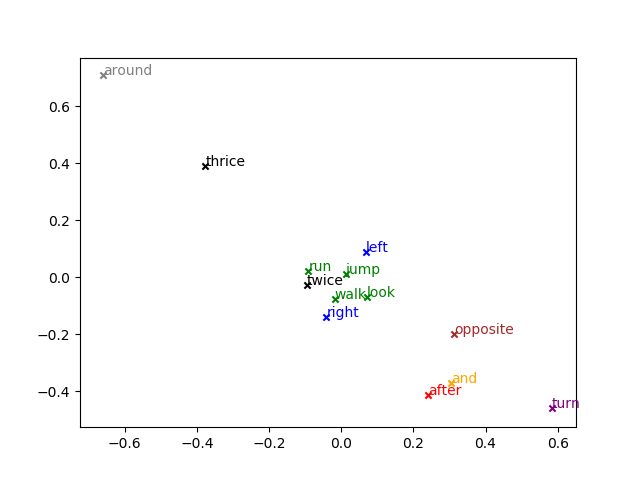 around
0.6
thrice
0.4
0.2
left
run
jump
0.0
twice
walk
look
right
opposite
−0.2
and
−0.4
after
turn
−0.6
−0.4
−0.2
0.0
0.2
0.4
0.6